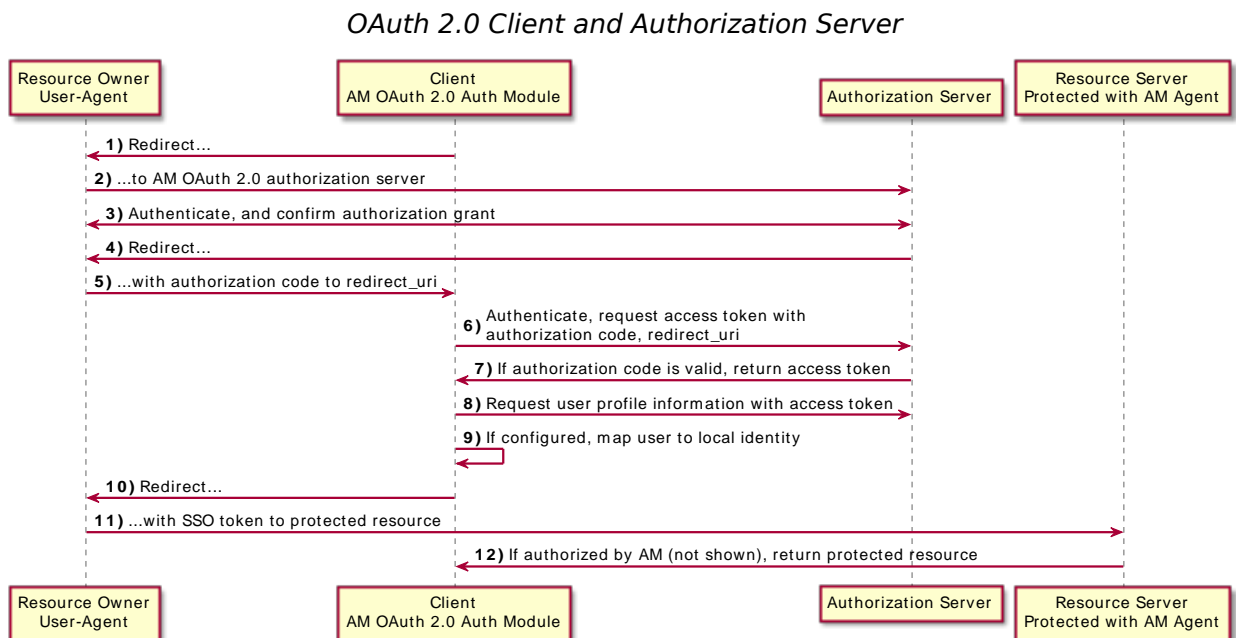 OAuth 2.0 Client and Authorization Server
Resource Owner
User-Agent
Client
AM OAuth 2.0 Auth Module
Authorization Server
Resource Server
Protected with AM Agent
1) Redirect...
2) ...to AM OAuth 2.0 authorization server
3) Authenticate, and confirm authorization grant
4) Redirect...
5) ...with authorization code to redirect_uri
6) Authenticate, request access token with
authorization code, redirect_uri
7) If authorization code is valid, return access token
8) Request user profile information with access token
9) If configured, map user to local identity
10) Redirect...
11) ...with SSO token to protected resource
12) If authorized by AM (not shown), return protected resource
Resource Owner
User-Agent
Client
AM OAuth 2.0 Auth Module
Authorization Server
Resource Server
Protected with AM Agent